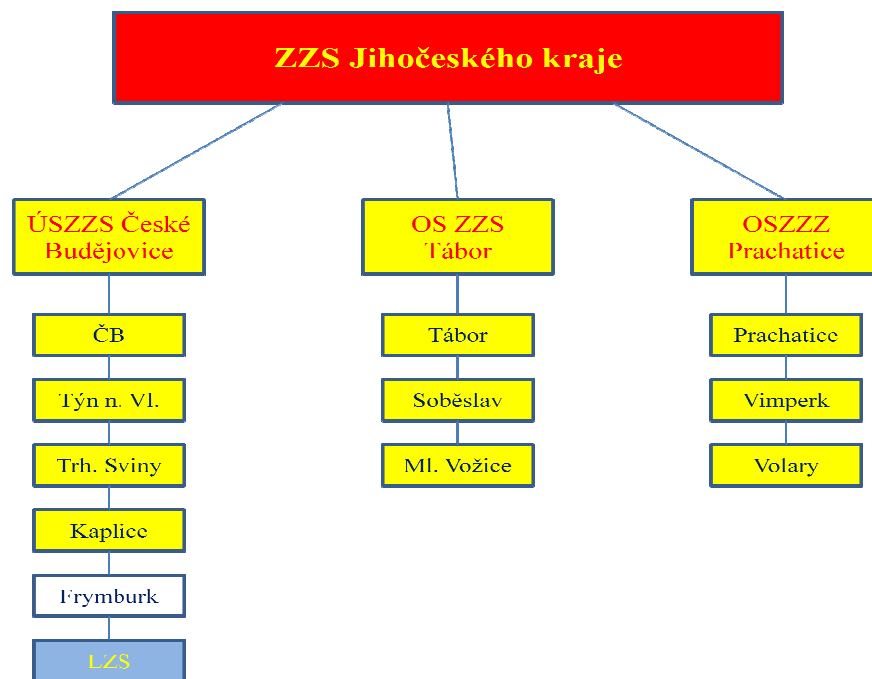 ZZS Jihočeského kraje
ÚSZZS České
Budějovice
ČB
Týn n. Vl.
Trh. Sviny
Kaplice
Frymburk
LZS
OS ZZS
Tábor
Tábor
Soběslav
Ml. Vožice
OSZZZ
Prachatice
Prachatice
Vimperk
Volary